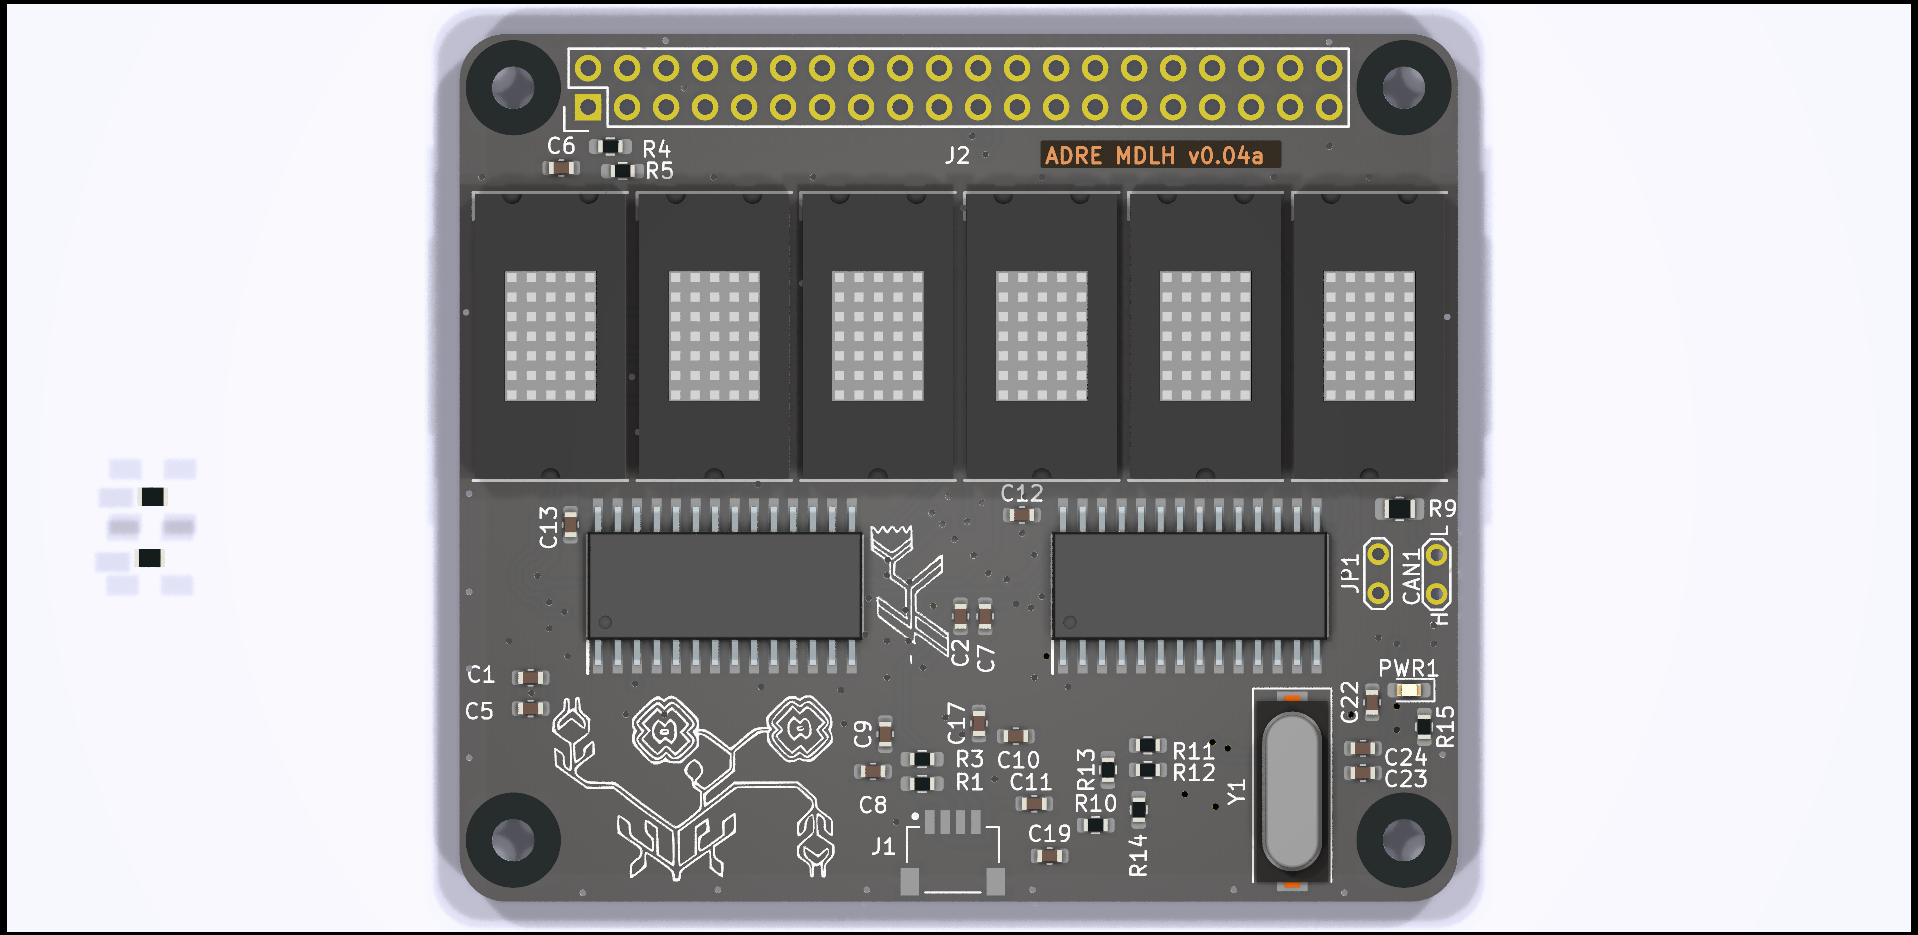 C6
R4
R5
J2
ADRE MDLH v0.04a
C12
C13
R9
L
JP1
CAN1
H
C2
C7
C1
C5
PWR1
C22
R15
C9
C17
R3
C10
R11
R12
R13
C24
C23
R1
C11
Y1
C8
R10
J1
C19
R14